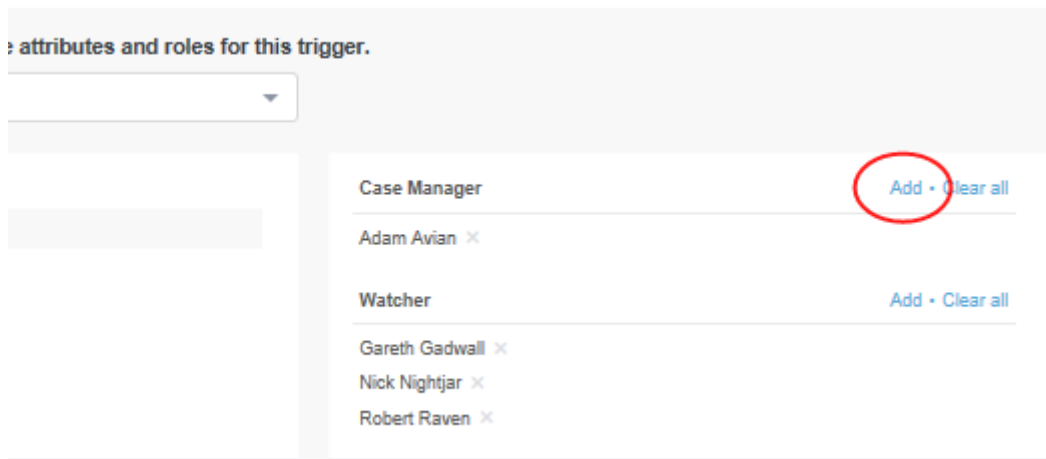 attributes and roles for this trigger.
Case Manager Add • Clear all
Adam Avian ×
Watcher Add • Clear all
Gareth Gadwall ×
Nick Nightjar ×
Robert Raven ×